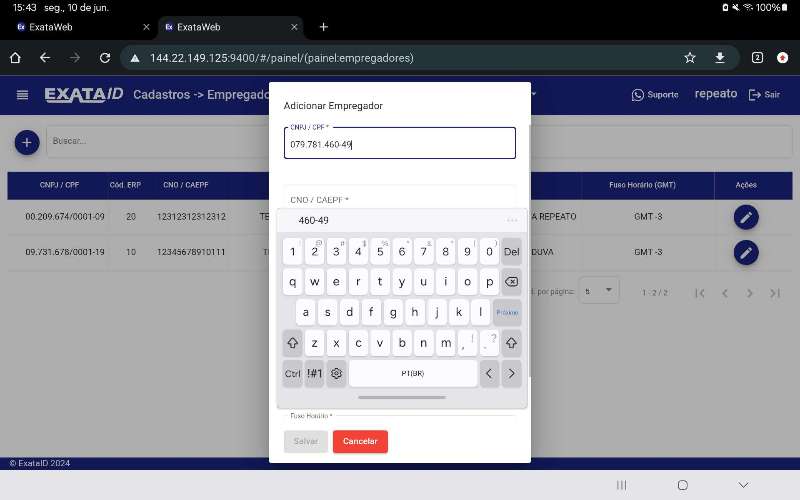 15:43 seg., 10 de jun. 100%
ExataWeb
ExataWeb
144.22.149.125:9400/#/painel/(painel:empregadores)
2
EXATAID Cadastros -> Empregado
Suporte repeato Sair
Adicionar Empregador
CNPJ / CPF *
079.781.460-49
Buscar...
CNPJ / CPF Cód. ERP CNO / CAEPF Fuso Horário (GMT) Ações
CNO / CAEPF *
00.209.674/0001-09 20 12312312312312 TE A REPEATO GMT -3
09.731.678/0001-19 10 12345678910111 DUVA GMT -3
por página: 5 1 - 2 / 2
460-49 ...
1 2 3 4 5 6 7 8 9 0 Del
q w e r t y u i o p
a s d f g h j k l Próximo
z x c v b n m , ! . ?
Ctrl !#1 PT(BR) < >
Fuso Horário *
Salvar Cancelar
© ExataID 2024